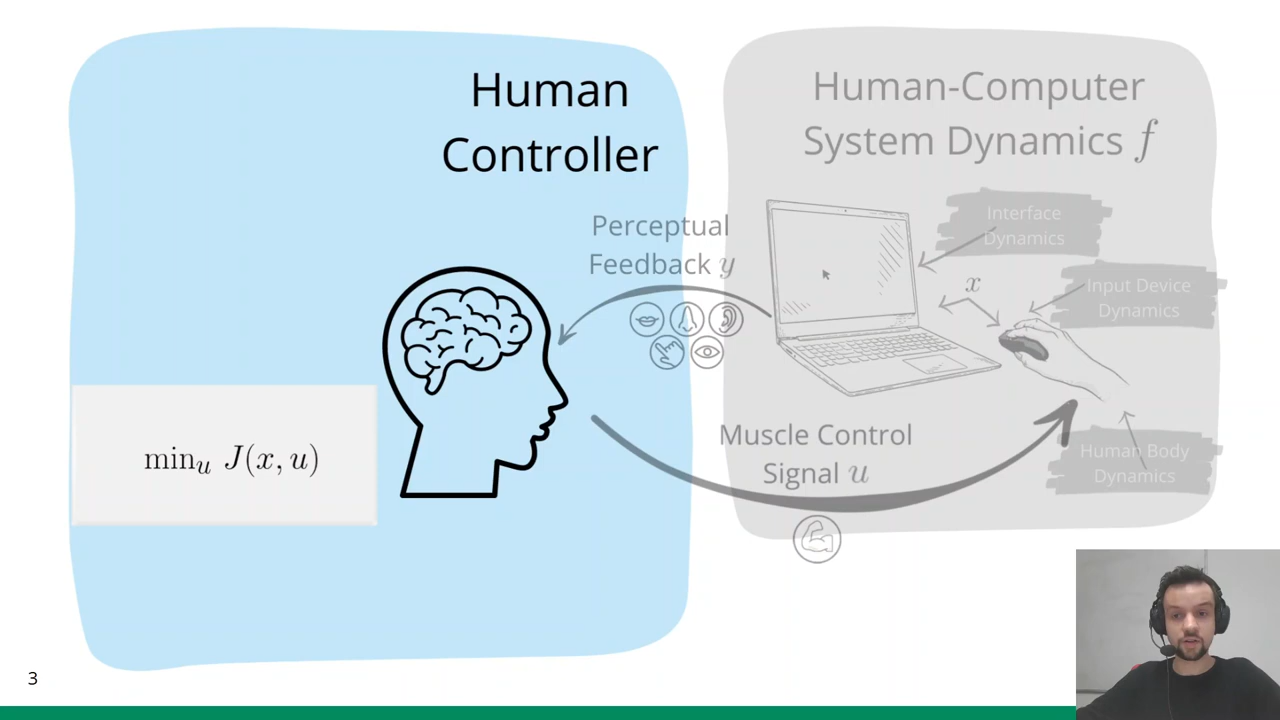 Human
Controller
min_u J(x, u)
Perceptual
Feedback y
Muscle Control
Signal u
Human-Computer
System Dynamics f
Interface
Dynamics
x
Input Device
Dynamics
Human Body
Dynamics
3